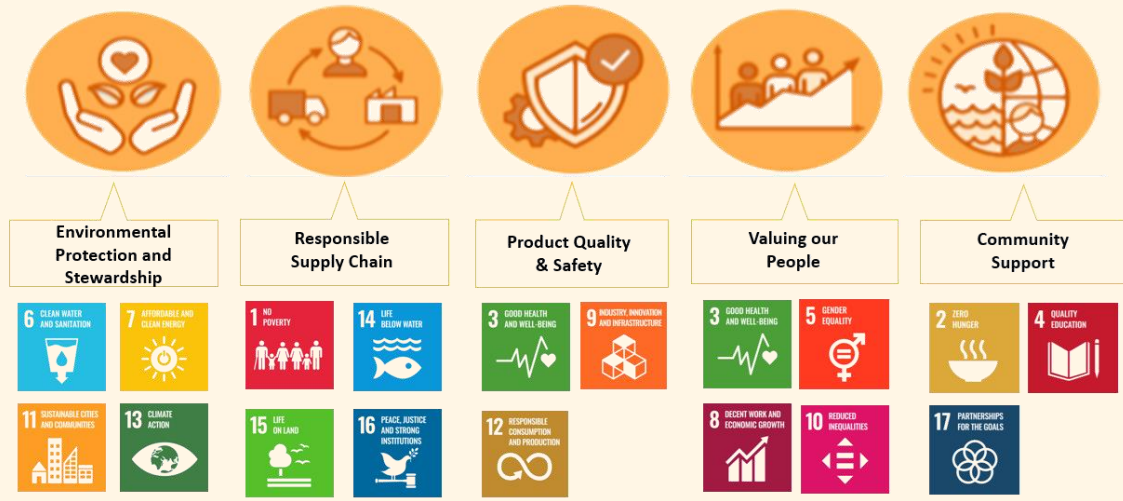 Environmental
Protection and
Stewardship
Responsible
Supply Chain
Product Quality
& Safety
Valuing our
People
Community
Support
6 CLEAN WATER
AND SANITATION
7 AFFORDABLE AND
CLEAN ENERGY
1 NO
POVERTY
14 LIFE
BELOW WATER
3 GOOD HEALTH
AND WELL-BEING
9 INDUSTRY, INNOVATION
AND INFRASTRUCTURE
3 GOOD HEALTH
AND WELL-BEING
5 GENDER
EQUALITY
2 ZERO
HUNGER
4 QUALITY
EDUCATION
11 SUSTAINABLE CITIES
AND COMMUNITIES
13 CLIMATE
ACTION
15 LIFE
ON LAND
16 PEACE, JUSTICE
AND STRONG
INSTITUTIONS
12 RESPONSIBLE
CONSUMPTION
AND PRODUCTION
8 DECENT WORK AND
ECONOMIC GROWTH
10 REDUCED
INEQUALITIES
17 PARTNERSHIPS
FOR THE GOALS